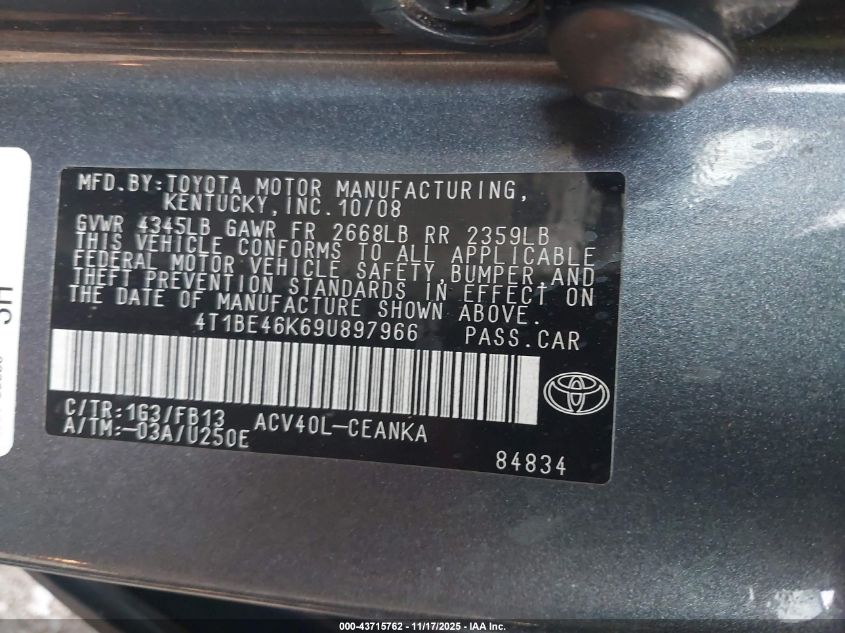 MFD.BY:TOYOTA MOTOR MANUFACTURING,
KENTUCKY,INC.10/08
GVWR 4345LB GAWR FR 2668LB RR 2359LB
THIS VEHICLE CONFORMS TO ALL APPLICABLE
FEDERAL MOTOR VEHICLE SAFETY,BUMPER,AND
THEFT PREVENTION STANDARDS IN EFFECT ON
THE DATE OF MANUFACTURE SHOWN ABOVE.
4T1BE46K69U897966 PASS.CAR
C/TR:1G3/FB13 ACV40L-CEANKA
A/TM:-03A/U250E
84834
000-43715762 - 11/17/2025 - IAA Inc.